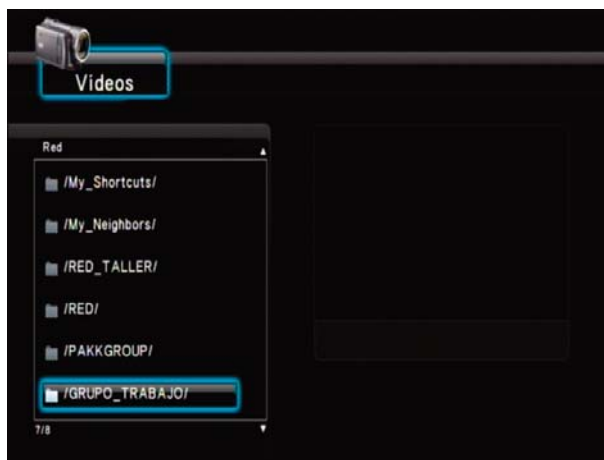 Videos
Red
/My_Shortcuts/
/My_Neighbors/
/RED_TALLER/
/RED/
/PAKKGROUP/
/GRUPO_TRABAJO/
7/8